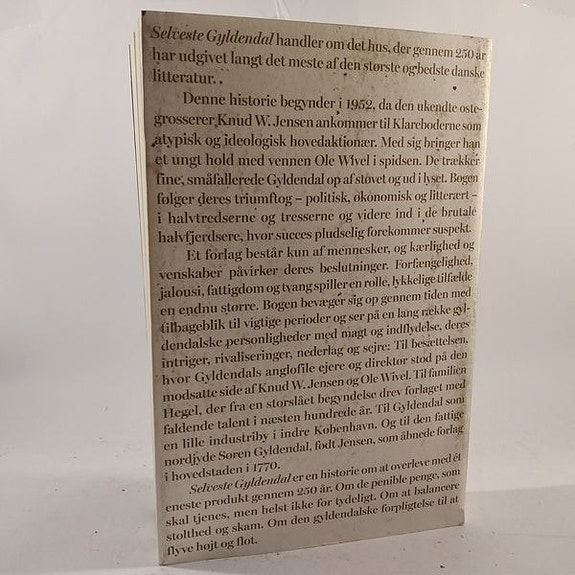 Selveste Gyldendal handler om det hus, der gennem 250 år
har udgivet langt det meste af den største og bedste danske
litteratur.
Denne historie begynder i 1952, da den ukendte oste-
grosserer Knud W. Jensen ankommer til Klareboderne som
atypisk og ideologisk hovedaktionær. Med sig bringer han
et ungt hold med vennen Ole Wivel i spidsen. De trækker
fine, småfallerede Gyldendal op af støvet og ud i lyset. Bogen
følger deres triumftog – politisk, økonomisk og litterært –
i halvtredserne og tresserne og videre ind i de brutale
halvfjerdsere, hvor succes pludselig forekommer suspekt.
Et forlag består kun af mennesker, og kærlighed og
venskaber påvirker deres beslutninger. Forfængelighed,
jalousi, fattigdom og tvang spiller en rolle, lykkelige tilfælde
en endnu større. Bogen bevæger sig op gennem tiden med
tilbageblik til vigtige perioder og ser på en lang række gyl-
dendalske personligheder med magt og indflydelse, deres
intriger, rivaliseringer, nederlag og sejre: Til besættelsen,
hvor Gyldendals anglofile ejere og direktør stod på den
modsatte side af Knud W. Jensen og Ole Wivel. Til familien
Hegel, der fra en storslået begyndelse drev forlaget med
faldende talent i næsten hundrede år. Til Gyldendal som
en lille industriby i indre København. Og til den fattige
nordjyde Søren Gyldendal, født Jensen, som åbnede forlag
i hovedstaden i 1770.
Selveste Gyldendal er en historie om at overleve med ét
eneste produkt gennem 250 år. Om de penible penge, som
skal tjenes, men helst ikke for tydeligt. Om at balancere
stolthed og skam. Om den gyldendalske forpligtelse til at
flyve højt og flot.